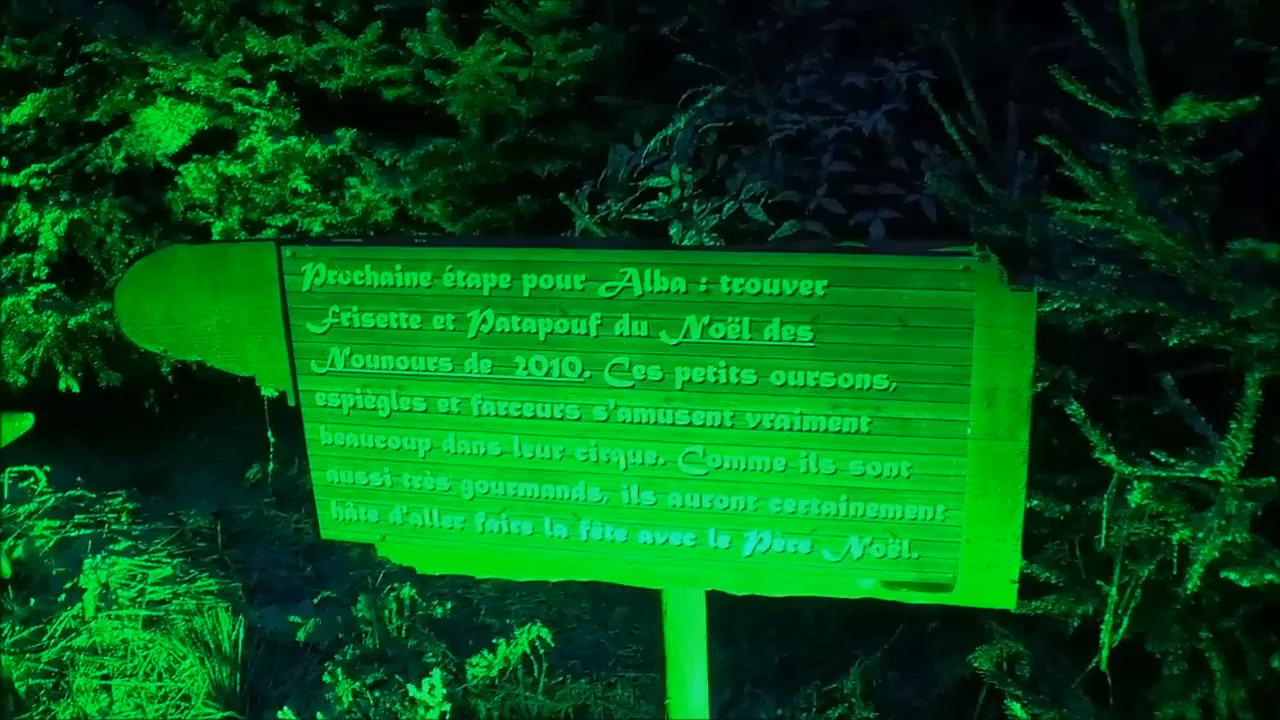 Prochaine étape pour Alba : trouver
Frisette et Patapouf du Noël des
Nounours de 2010. Ces petits oursons,
espiègles et farceurs s'amusent vraiment
beaucoup dans leur cirque. Comme ils sont
aussi très gourmands, ils auront certainement
hâte d'aller faire la fête avec le Père Noël.